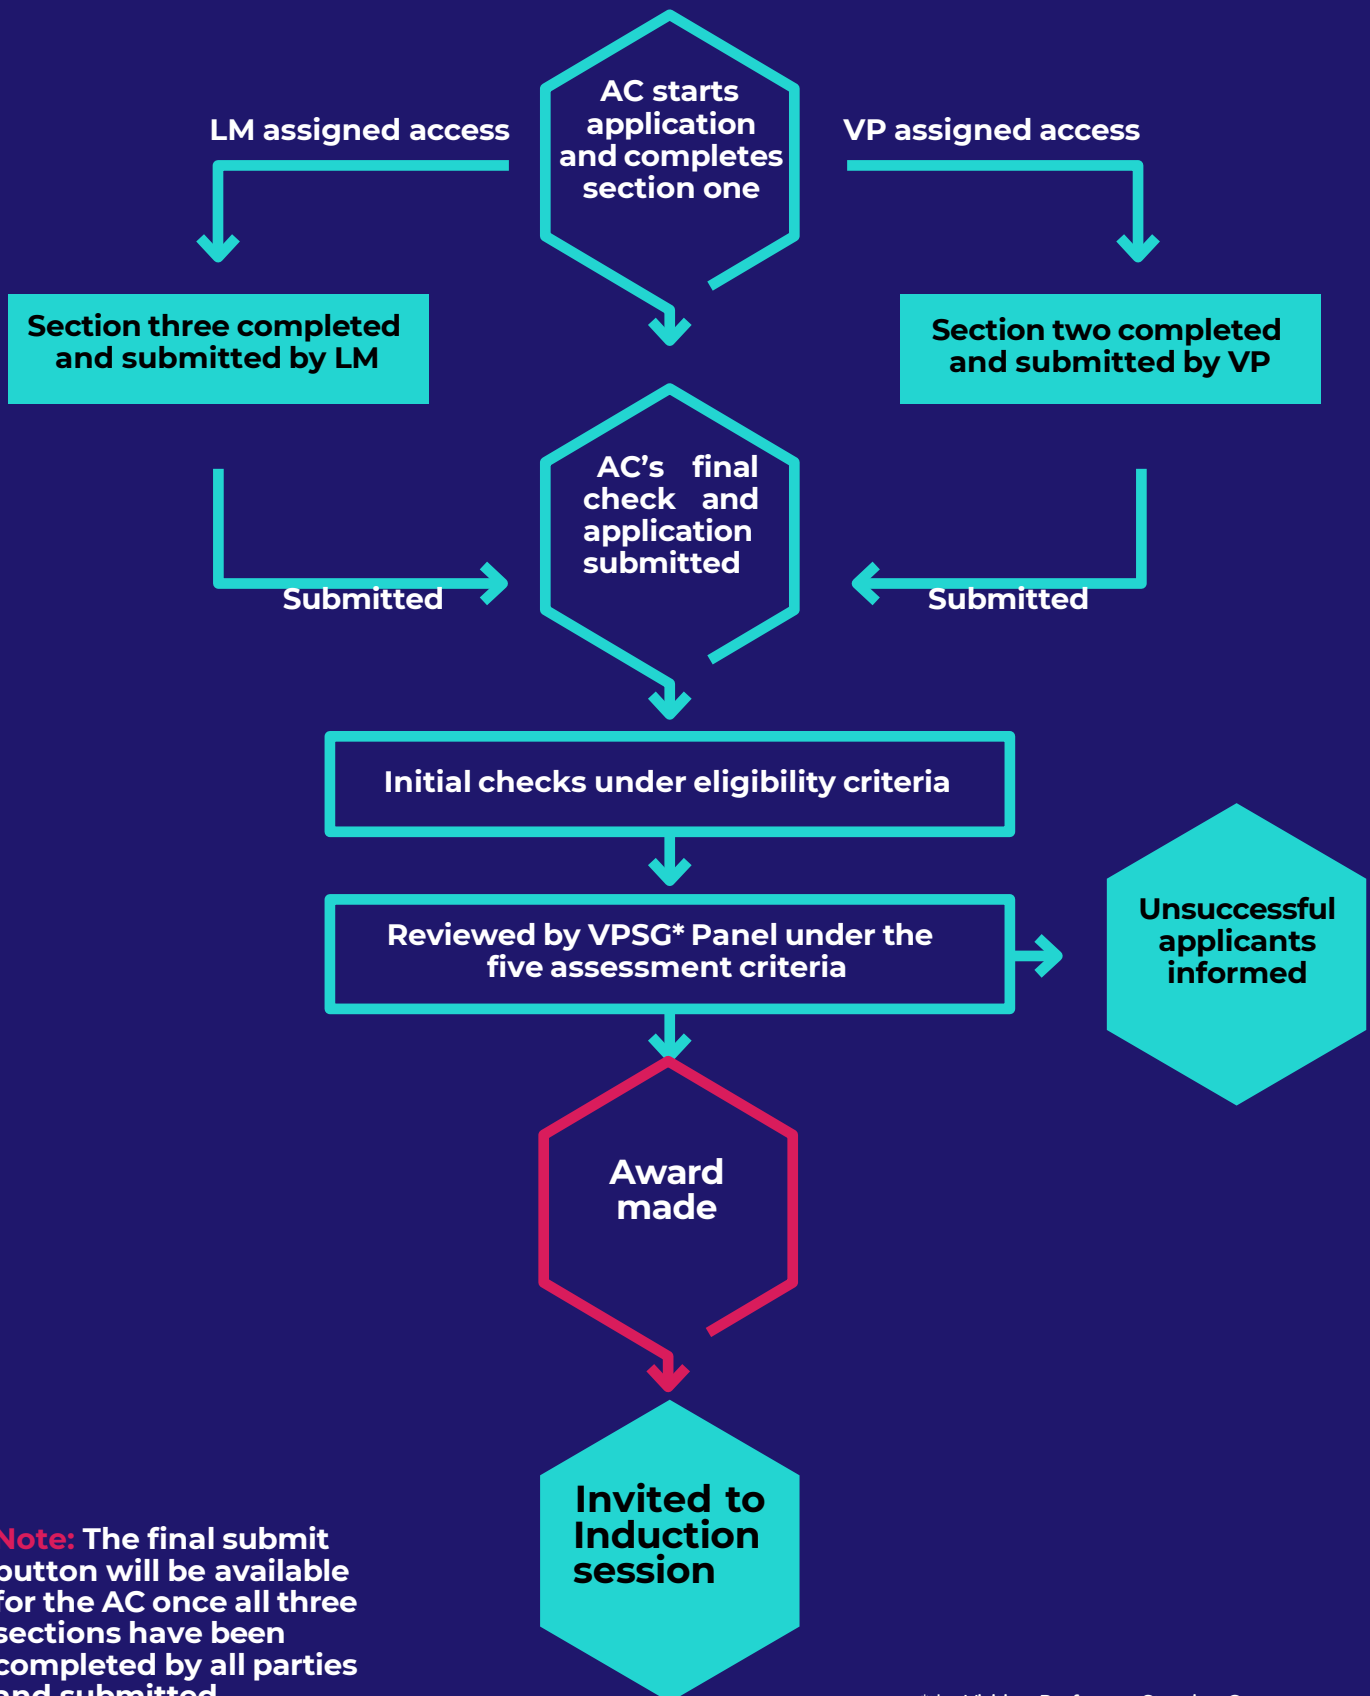 AC starts
application
and completes
section one
LM assigned access
VP assigned access
Section three completed
and submitted by LM
Section two completed
and submitted by VP
AC’s final
check and
application
submitted
Submitted
Submitted
Initial checks under eligibility criteria
Reviewed by VPSG* Panel under the
five assessment criteria
Unsuccessful
applicants
informed
Award
made
Invited to
Induction
session
Note: The final submit
button will be available
for the AC once all three
sections have been
completed by all parties
and submitted